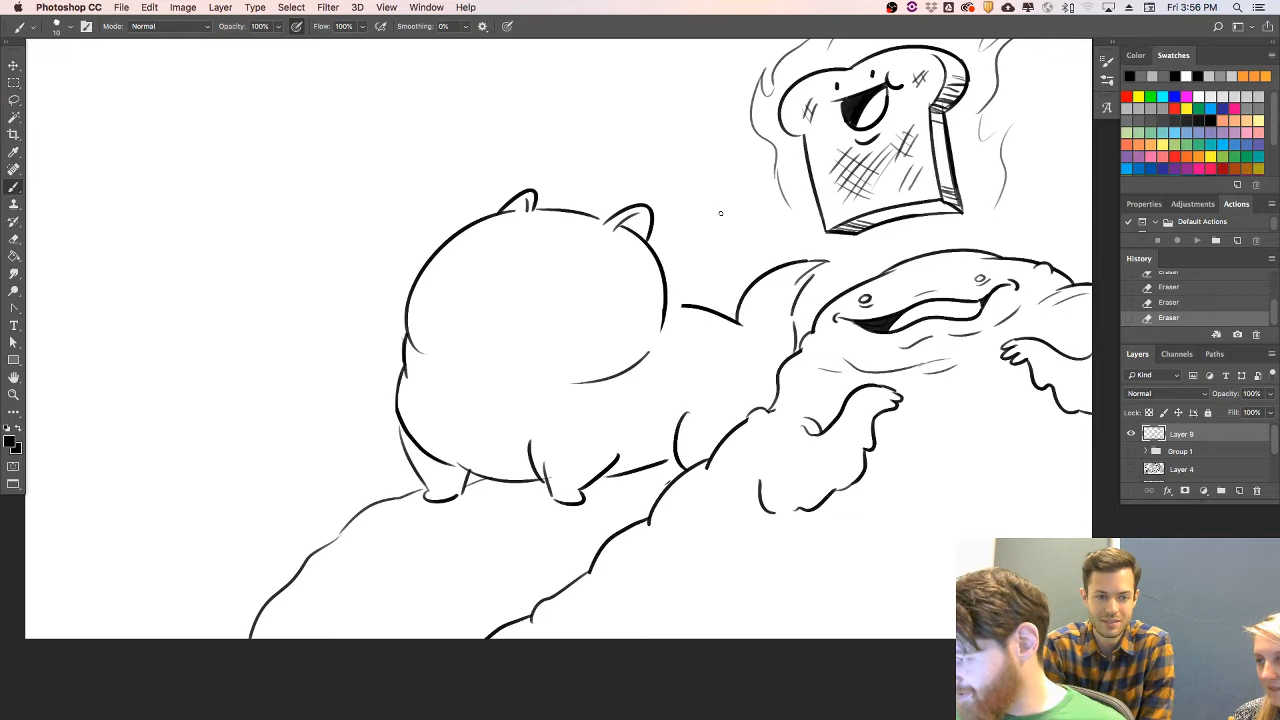 Photoshop CC File Edit Image Layer Type Select Filter 3D View Window Help Fri 3:56 PM
10 Mode: Normal Opacity: 100% Flow: 100% Smoothing: 0%
Color Swatches
Properties Adjustments Actions
Default Actions
History
Eraser
Eraser
Eraser
Eraser
Layers Channels Paths
Kind
Normal Opacity: 100%
Lock: Fill: 100%
Layer 9
Group 1
Layer 4